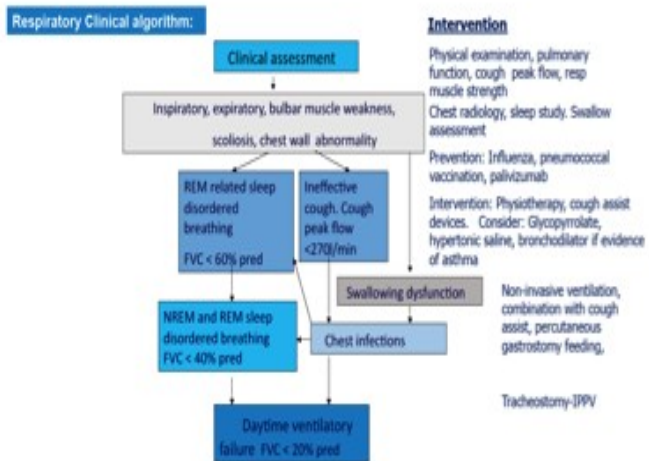 Respiratory Clinical algorithm:
Clinical assessment
Inspiratory, expiratory, bulbar muscle weakness,
scoliosis, chest wall abnormality
REM related sleep
disordered
breathing
FVC < 60% pred
Ineffective
cough. Cough
peak flow
<270l/min
Swallowing dysfunction
NREM and REM sleep
disordered breathing
FVC < 40% pred
Chest infections
Daytime ventilatory
failure FVC < 20% pred
Intervention
Physical examination, pulmonary
function, cough peak flow, resp
muscle strength
Chest radiology, sleep study. Swallow
assessment
Prevention: Influenza, pneumococcal
vaccination, palivizumab
Intervention: Physiotherapy, cough assist
devices. Consider: Glycopyrrolate,
hypertonic saline, bronchodilator if evidence
of asthma
Non-invasive ventilation,
combination with cough
assist, percutaneous
gastrostomy feeding,
Tracheostomy-IPPV